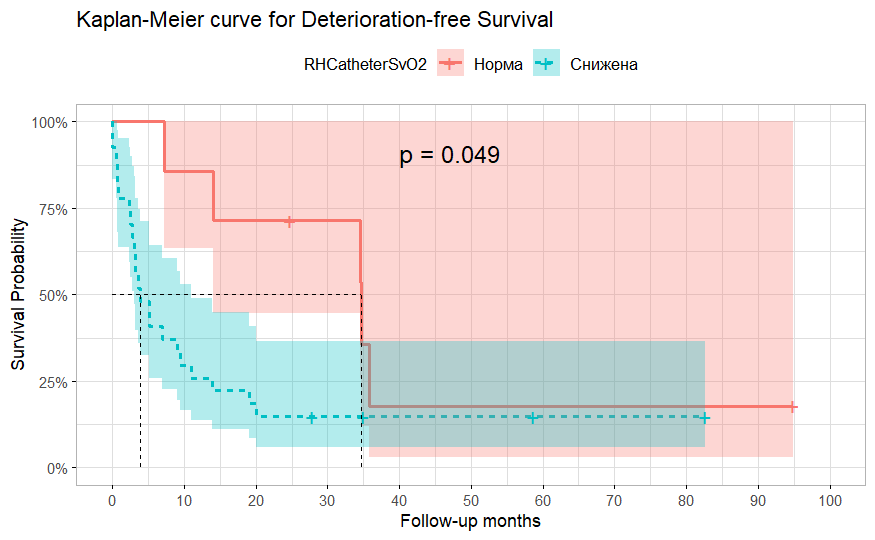 Kaplan-Meier curve for Deterioration-free Survival
RHCatheterSvO2 Норма Снижена
p = 0.049
Survival Probability
100%
75%
50%
25%
0%
0 10 20 30 40 50 60 70 80 90 100
Follow-up months